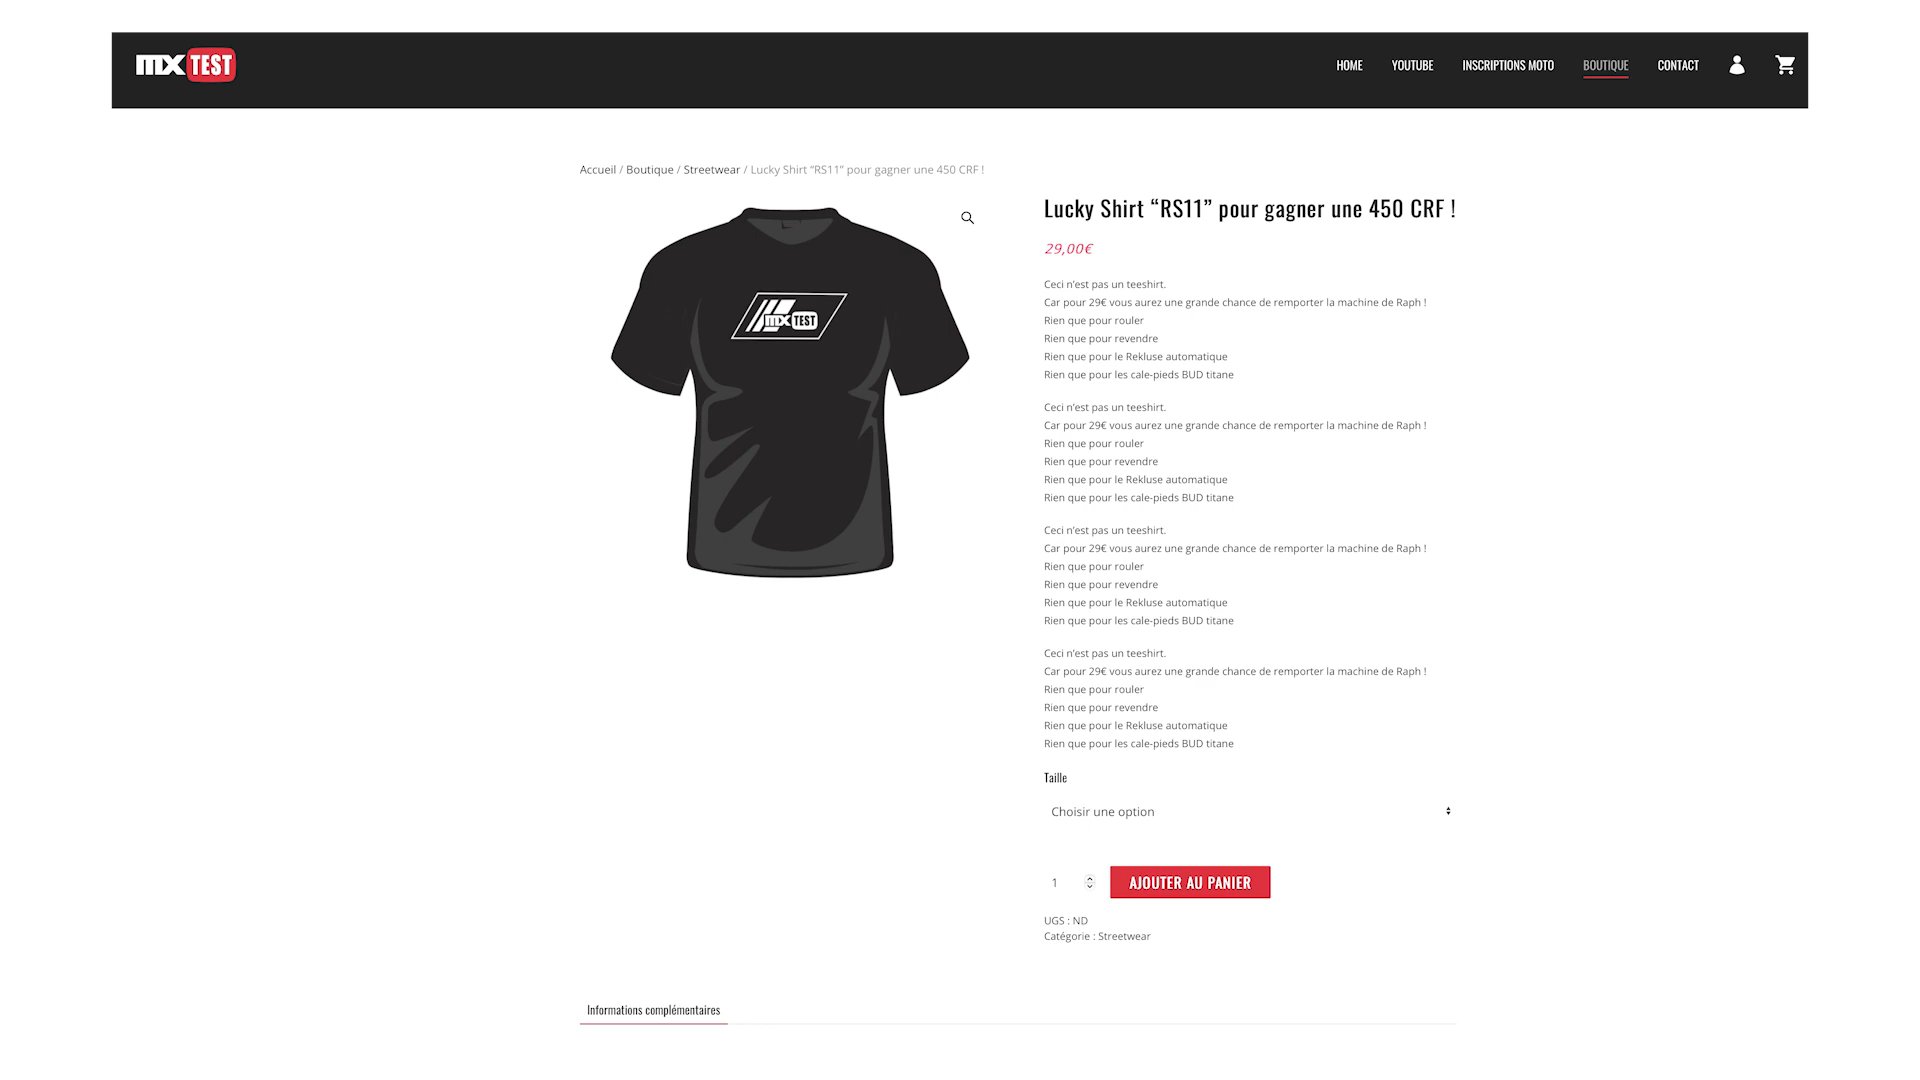 MX TEST
HOME YOUTUBE INSCRIPTIONS MOTO BOUTIQUE CONTACT
Accueil / Boutique / Streetwear / Lucky Shirt “RS11” pour gagner une 450 CRF !
MX TEST
Lucky Shirt “RS11” pour gagner une 450 CRF !
29,00€
Ceci n’est pas un teeshirt.
Car pour 29€ vous aurez une grande chance de remporter la machine de Raph !
Rien que pour rouler
Rien que pour revendre
Rien que pour le Rekluse automatique
Rien que pour les cale-pieds BUD titane
Ceci n’est pas un teeshirt.
Car pour 29€ vous aurez une grande chance de remporter la machine de Raph !
Rien que pour rouler
Rien que pour revendre
Rien que pour le Rekluse automatique
Rien que pour les cale-pieds BUD titane
Ceci n’est pas un teeshirt.
Car pour 29€ vous aurez une grande chance de remporter la machine de Raph !
Rien que pour rouler
Rien que pour revendre
Rien que pour le Rekluse automatique
Rien que pour les cale-pieds BUD titane
Ceci n’est pas un teeshirt.
Car pour 29€ vous aurez une grande chance de remporter la machine de Raph !
Rien que pour rouler
Rien que pour revendre
Rien que pour le Rekluse automatique
Rien que pour les cale-pieds BUD titane
Taille
Choisir une option
1 AJOUTER AU PANIER
UGS : ND
Catégorie : Streetwear
Informations complémentaires